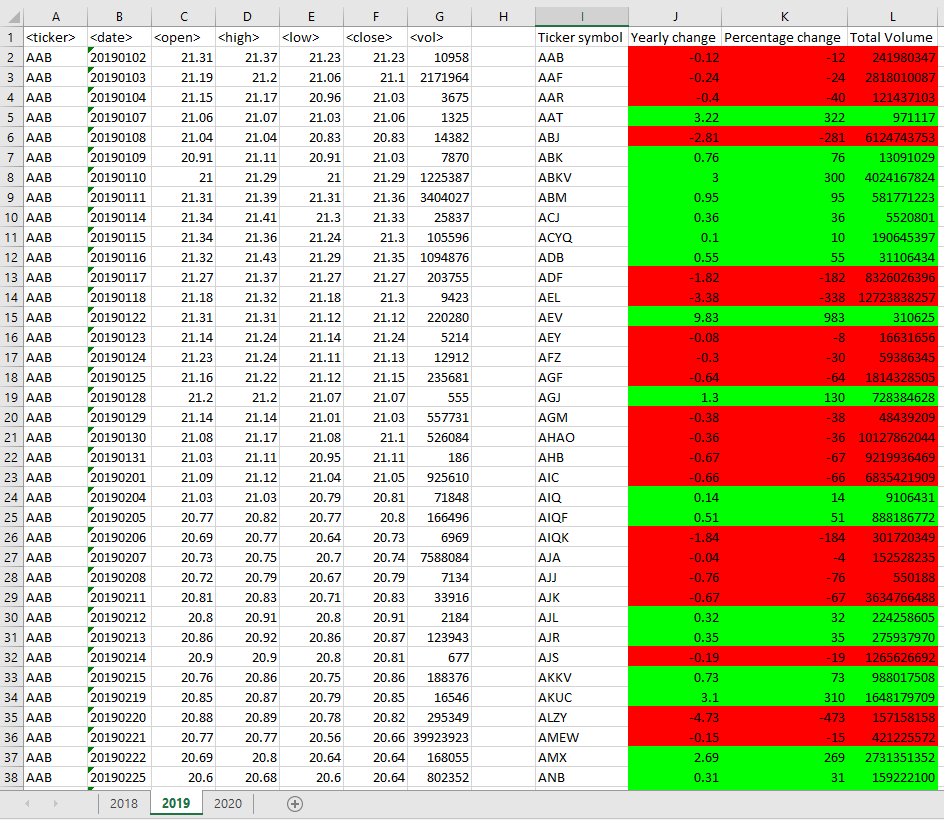 A B C D E F G H I J K L
1 <ticker> <date> <open> <high> <low> <close> <vol> Ticker symbol Yearly change Percentage change Total Volume
2 AAB 20190102 21.31 21.37 21.23 21.23 10958 AAB -0.12 -12 241980347
3 AAB 20190103 21.19 21.2 21.06 21.1 2171964 AAF -0.24 -24 2818010087
4 AAB 20190104 21.15 21.17 20.96 21.03 3675 AAR -0.4 -40 121437103
5 AAB 20190107 21.06 21.07 21.03 21.06 1325 AAT 3.22 322 971117
6 AAB 20190108 21.04 21.04 20.83 20.83 14382 ABJ -2.81 -281 6124743753
7 AAB 20190109 20.91 21.11 20.91 21.03 7870 ABK 0.76 76 13091029
8 AAB 20190110 21 21.29 21 21.29 1225387 ABKV 3 300 4024167824
9 AAB 20190111 21.31 21.39 21.31 21.36 3404027 ABM 0.95 95 581771223
10 AAB 20190114 21.34 21.41 21.3 21.33 25837 ACJ 0.36 36 5520801
11 AAB 20190115 21.34 21.36 21.24 21.3 105596 ACYQ 0.1 10 190645397
12 AAB 20190116 21.32 21.43 21.29 21.35 1094876 ADB 0.55 55 31106434
13 AAB 20190117 21.27 21.37 21.27 21.27 203755 ADF -1.82 -182 8326026396
14 AAB 20190118 21.18 21.32 21.18 21.3 9423 AEL -3.38 -338 12723838257
15 AAB 20190122 21.31 21.31 21.12 21.12 220280 AEV 9.83 983 310625
16 AAB 20190123 21.14 21.24 21.14 21.24 5214 AEY -0.08 -8 16631656
17 AAB 20190124 21.23 21.24 21.11 21.13 12912 AFZ -0.3 -30 59386345
18 AAB 20190125 21.16 21.22 21.12 21.15 235681 AGF -0.64 -64 1814328505
19 AAB 20190128 21.2 21.2 21.07 21.07 555 AGJ 1.3 130 728384628
20 AAB 20190129 21.14 21.14 21.01 21.03 557731 AGM -0.38 -38 48439209
21 AAB 20190130 21.08 21.17 21.08 21.1 526084 AHAO -0.36 -36 10127862044
22 AAB 20190131 21.03 21.11 20.95 21.11 186 AHB -0.67 -67 9219936469
23 AAB 20190201 21.09 21.12 21.04 21.05 925610 AIC -0.66 -66 6835421909
24 AAB 20190204 21.03 21.03 20.79 20.81 71848 AIQ 0.14 14 9106431
25 AAB 20190205 20.77 20.82 20.77 20.8 166496 AIQF 0.51 51 888186772
26 AAB 20190206 20.69 20.77 20.64 20.73 6969 AIQK -1.84 -184 301720349
27 AAB 20190207 20.73 20.75 20.7 20.74 7588084 AJA -0.04 -4 152528235
28 AAB 20190208 20.72 20.79 20.67 20.79 7134 AJJ -0.76 -76 550188
29 AAB 20190211 20.81 20.83 20.71 20.83 33916 AJK -0.67 -67 3634766488
30 AAB 20190212 20.8 20.91 20.8 20.91 2184 AJL 0.32 32 224258605
31 AAB 20190213 20.86 20.92 20.86 20.87 123943 AJR 0.35 35 275937970
32 AAB 20190214 20.9 20.9 20.8 20.81 677 AJS -0.19 -19 1265626692
33 AAB 20190215 20.76 20.86 20.75 20.86 188376 AKKV 0.73 73 988017508
34 AAB 20190219 20.85 20.87 20.79 20.85 16546 AKUC 3.1 310 1648179709
35 AAB 20190220 20.88 20.89 20.78 20.82 295349 ALZY -4.73 -473 157158158
36 AAB 20190221 20.77 20.77 20.56 20.66 39923923 AMEW -0.15 -15 421225572
37 AAB 20190222 20.69 20.8 20.64 20.64 168055 AMX 2.69 269 2731351352
38 AAB 20190225 20.6 20.68 20.6 20.64 802352 ANB 0.31 31 159222100
2018 2019 2020